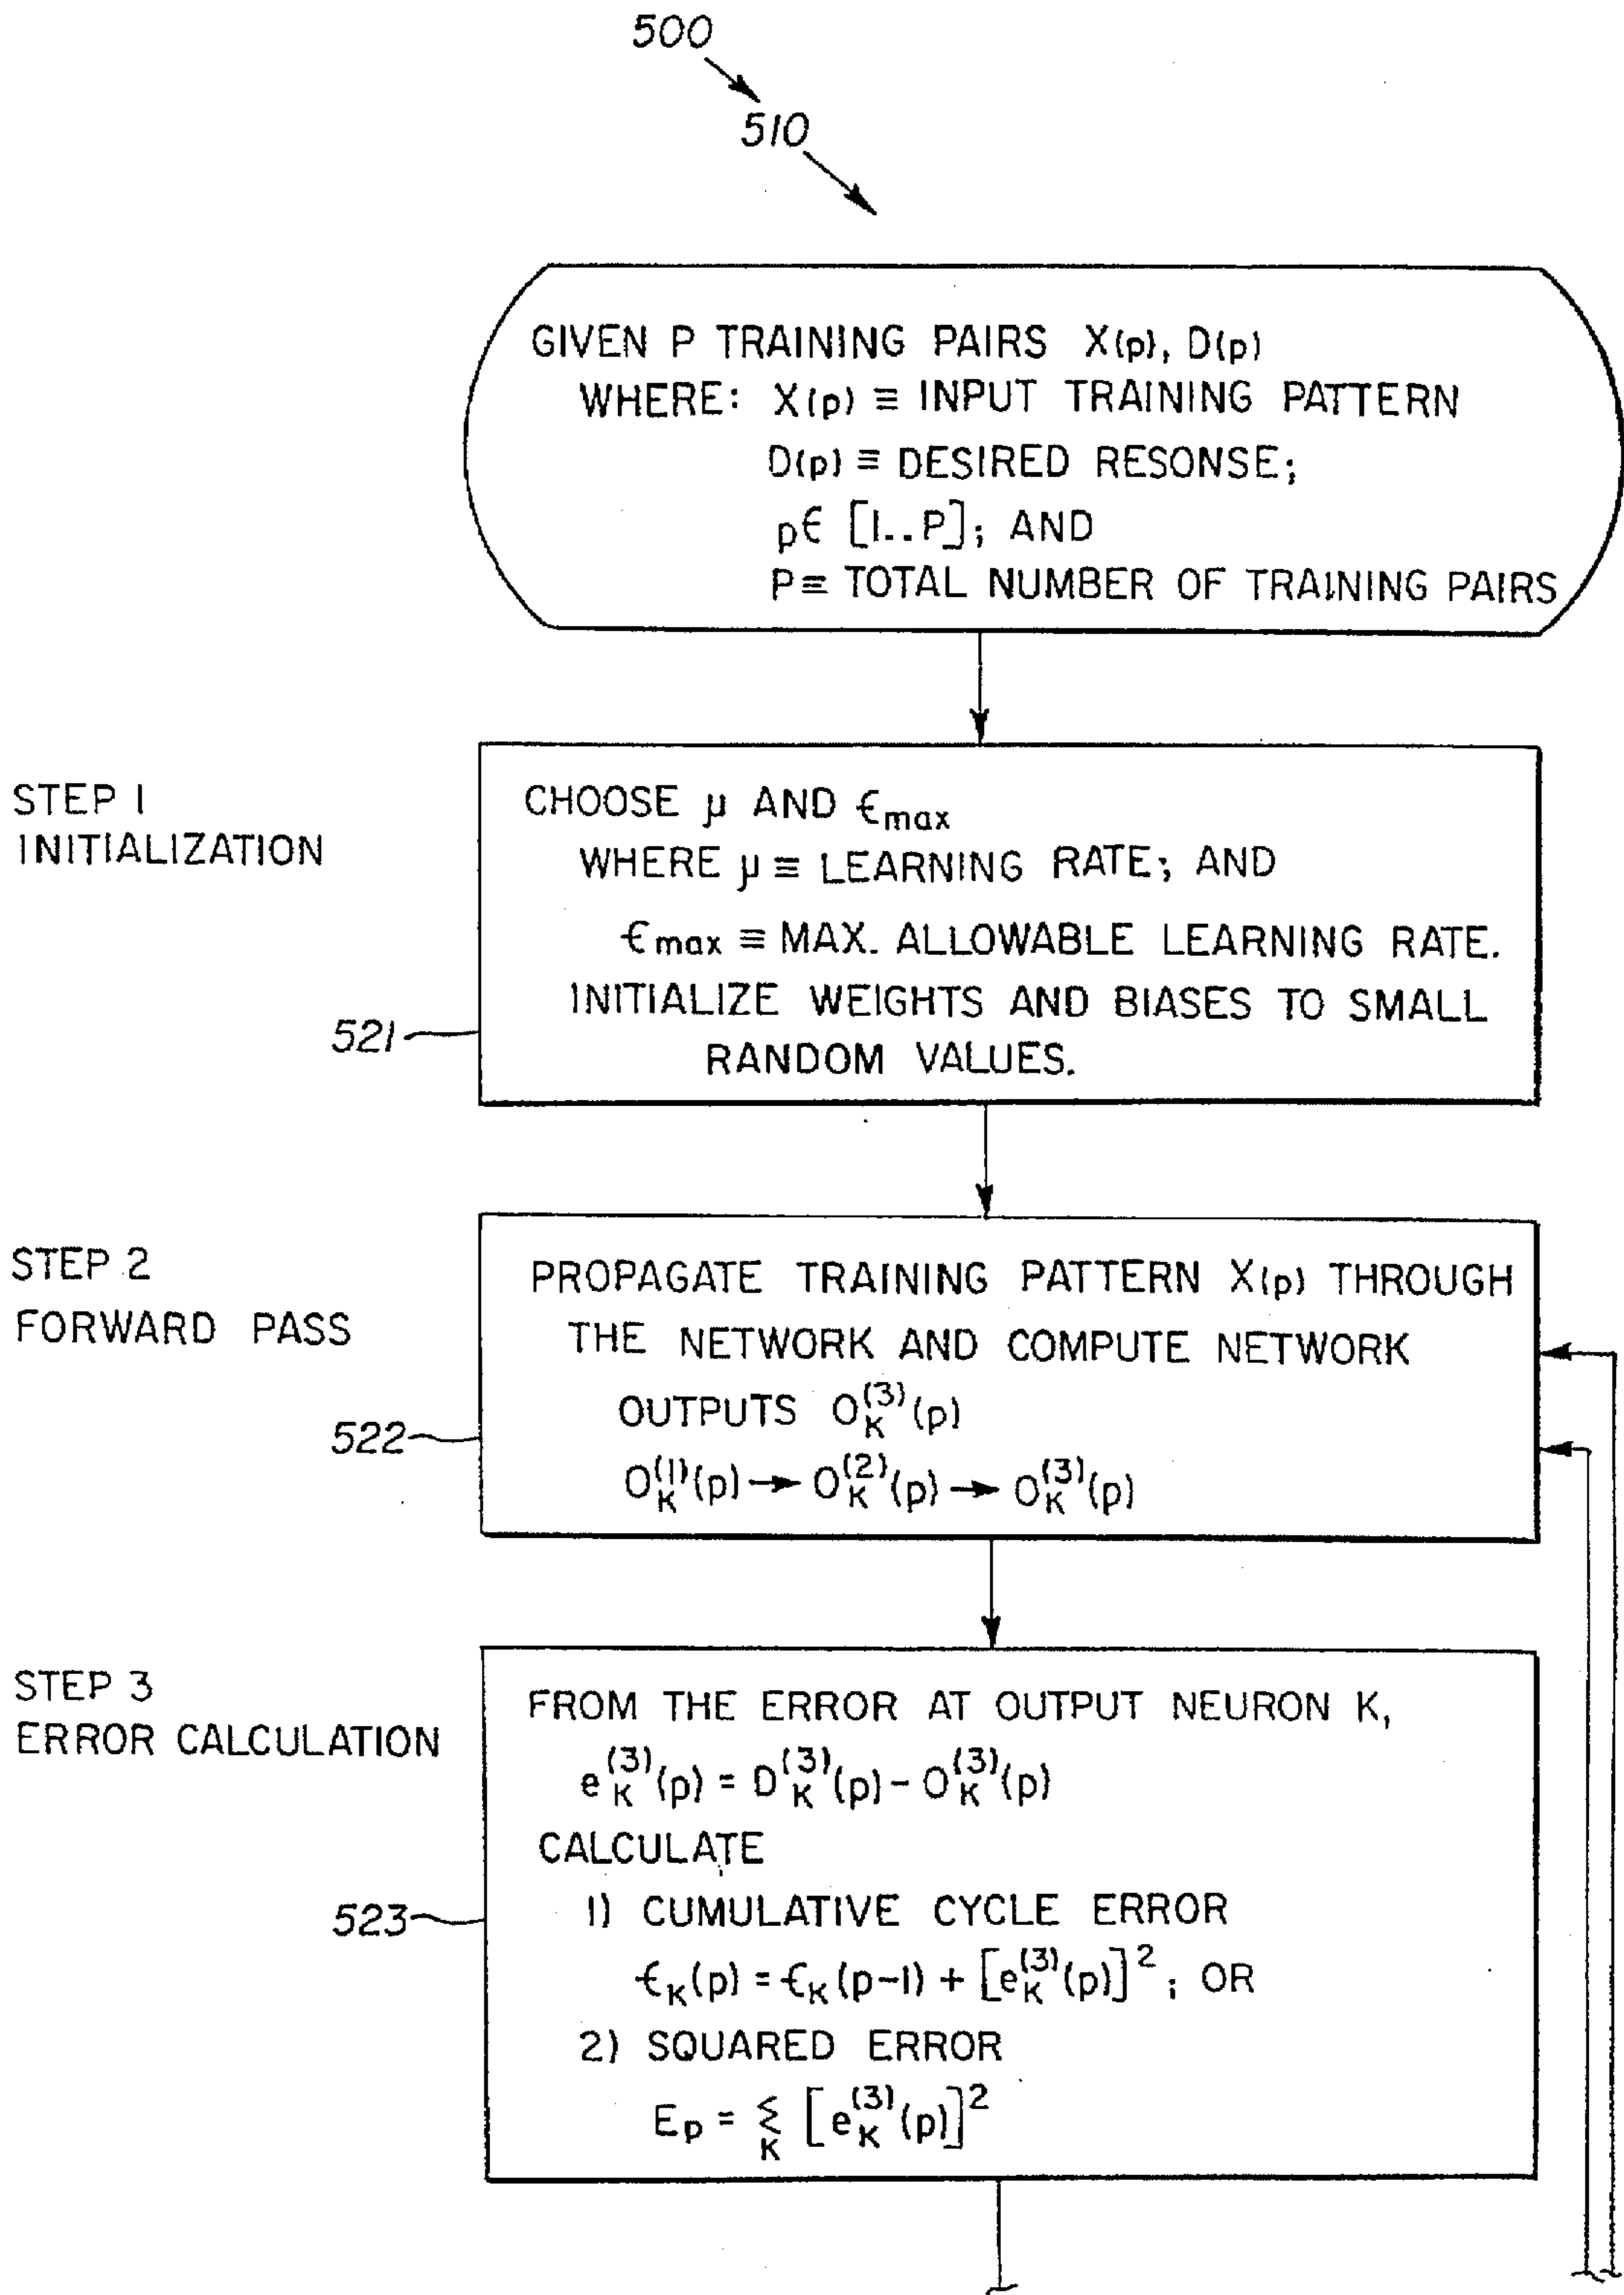 500
510
GIVEN P TRAINING PAIRS X(p), D(p)
WHERE: X(p) ≡ INPUT TRAINING PATTERN
D(p) ≡ DESIRED RESONSE;
p∈ [1..P]; AND
P≡ TOTAL NUMBER OF TRAINING PAIRS
STEP 1
INITIALIZATION
CHOOSE μ AND ϵmax
WHERE μ ≡ LEARNING RATE; AND
ϵmax ≡ MAX. ALLOWABLE LEARNING RATE.
INITIALIZE WEIGHTS AND BIASES TO SMALL
RANDOM VALUES.
521
STEP 2
FORWARD PASS
PROPAGATE TRAINING PATTERN X(p) THROUGH
THE NETWORK AND COMPUTE NETWORK
OUTPUTS O_K^(3)(p)
O_K^(1)(p) → O_K^(2)(p) → O_K^(3)(p)
522
STEP 3
ERROR CALCULATION
FROM THE ERROR AT OUTPUT NEURON K,
e_K^(3)(p) = D_K^(3)(p) - O_K^(3)(p)
CALCULATE
1) CUMULATIVE CYCLE ERROR
ϵ_K(p) = ϵ_K(p-1) + [e_K^(3)(p)]^2; OR
2) SQUARED ERROR
E_p = Σ_K [e_K^(3)(p)]^2
523